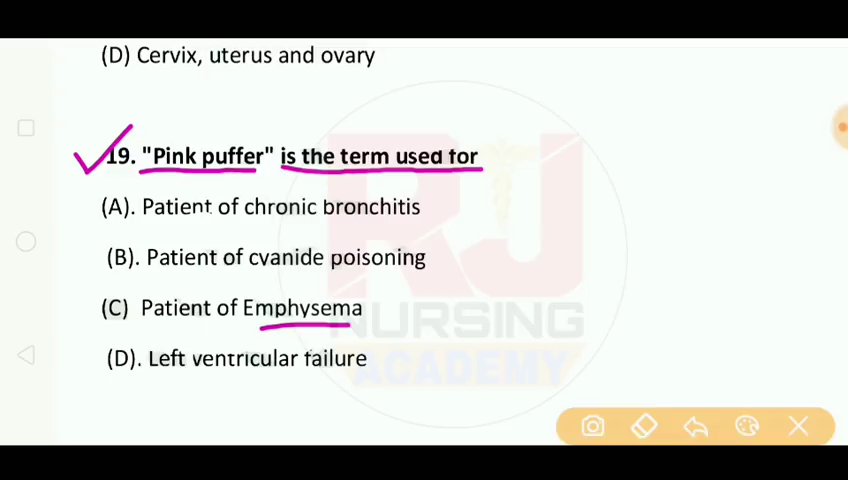 (D) Cervix, uterus and ovary
19. "Pink puffer" is the term used for
(A). Patient of chronic bronchitis
(B). Patient of cyanide poisoning
(C) Patient of Emphysema
(D). Left ventricular failure
RJ
NURSING
ACADEMY